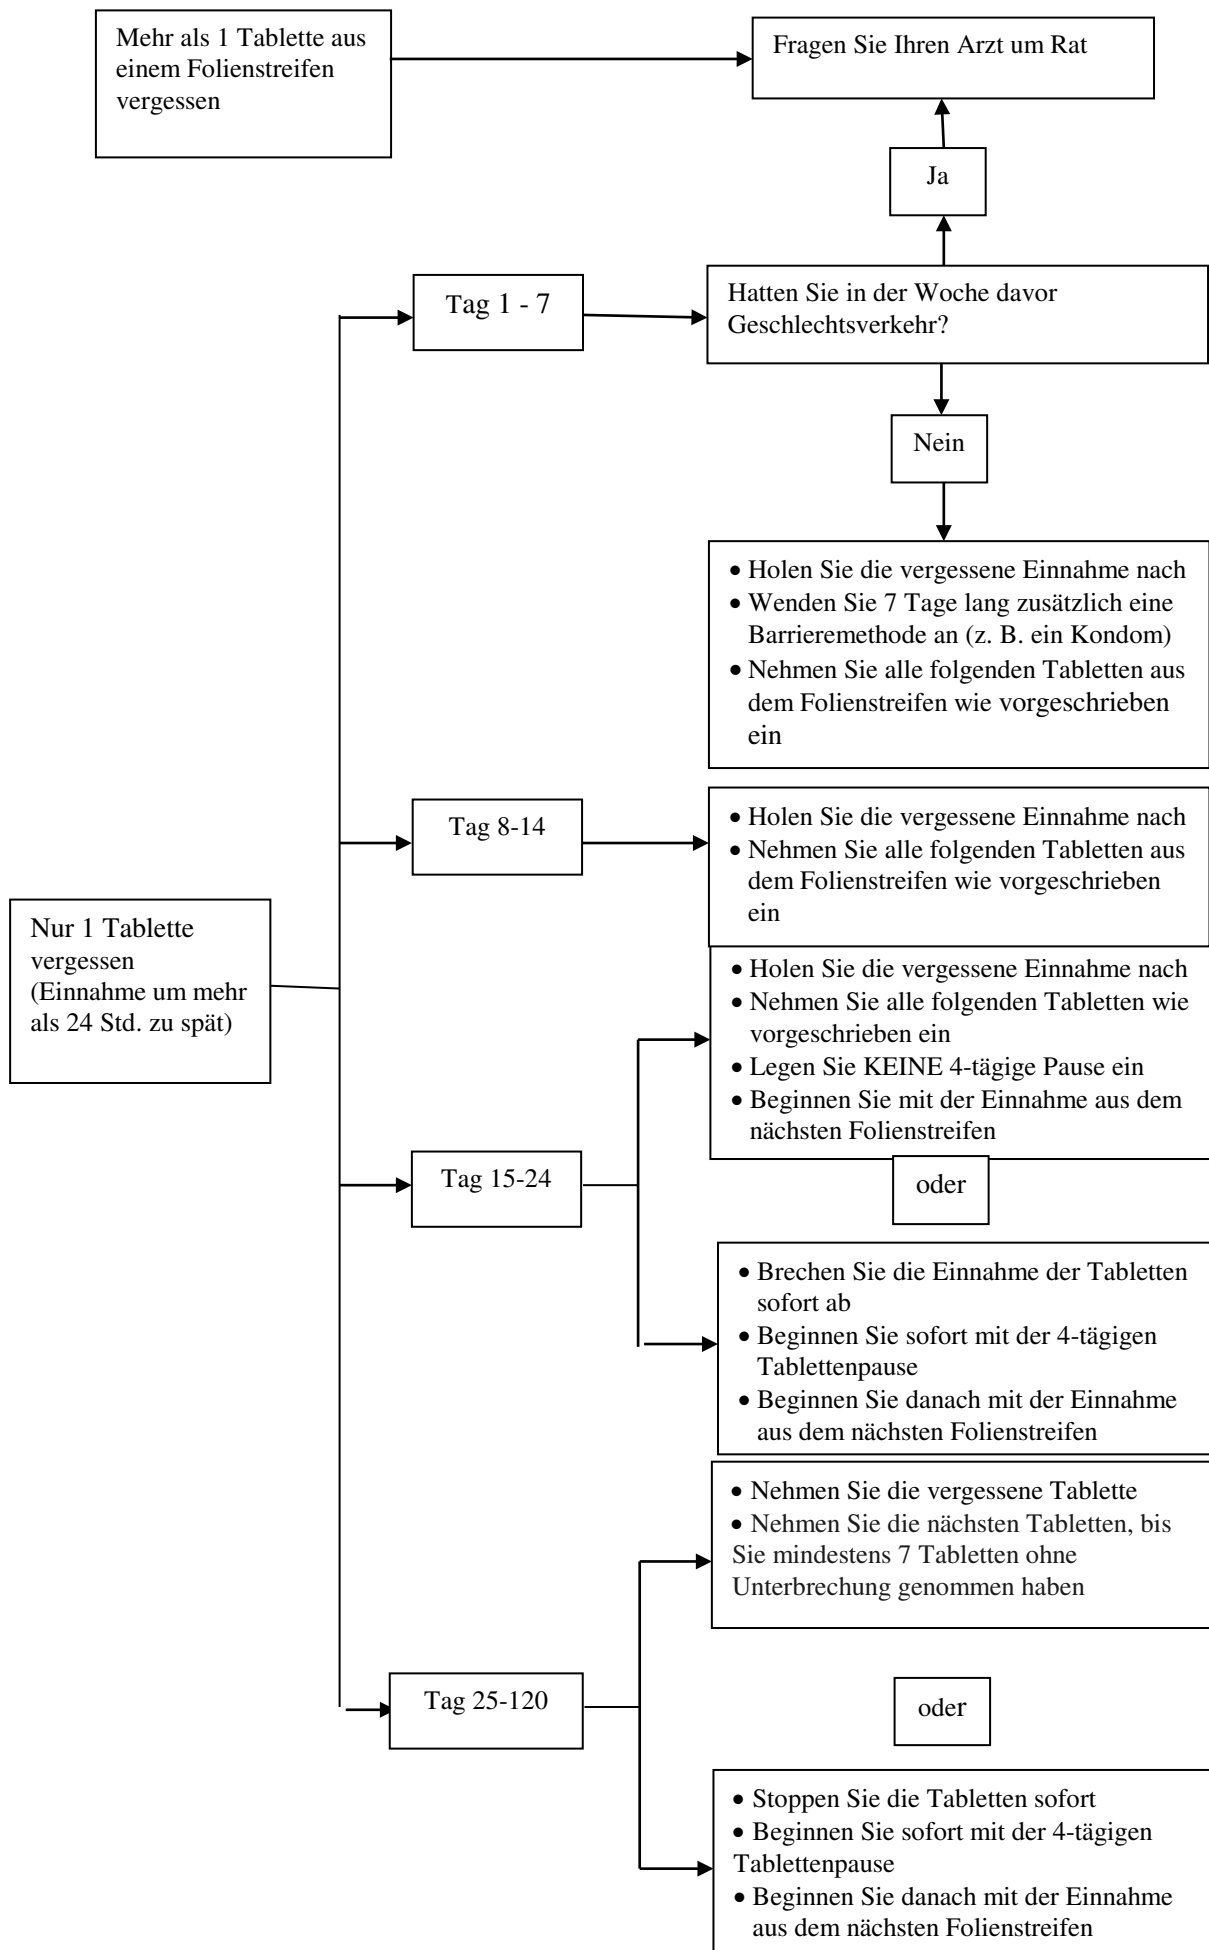 Mehr als 1 Tablette aus
einem Folienstreifen
vergessen
Fragen Sie Ihren Arzt um Rat
Ja
Tag 1 - 7
Hatten Sie in der Woche davor
Geschlechtsverkehr?
Nein
• Holen Sie die vergessene Einnahme nach
• Wenden Sie 7 Tage lang zusätzlich eine
Barrieremethode an (z. B. ein Kondom)
• Nehmen Sie alle folgenden Tabletten aus
dem Folienstreifen wie vorgeschrieben
ein
Tag 8-14
• Holen Sie die vergessene Einnahme nach
• Nehmen Sie alle folgenden Tabletten aus
dem Folienstreifen wie vorgeschrieben
ein
Nur 1 Tablette
vergessen
(Einnahme um mehr
als 24 Std. zu spät)
• Holen Sie die vergessene Einnahme nach
• Nehmen Sie alle folgenden Tabletten wie
vorgeschrieben ein
• Legen Sie KEINE 4-tägige Pause ein
• Beginnen Sie mit der Einnahme aus dem
nächsten Folienstreifen
Tag 15-24
oder
• Brechen Sie die Einnahme der Tabletten
sofort ab
• Beginnen Sie sofort mit der 4-tägigen
Tablettenpause
• Beginnen Sie danach mit der Einnahme
aus dem nächsten Folienstreifen
• Nehmen Sie die vergessene Tablette
• Nehmen Sie die nächsten Tabletten, bis
Sie mindestens 7 Tabletten ohne
Unterbrechung genommen haben
Tag 25-120
oder
• Stoppen Sie die Tabletten sofort
• Beginnen Sie sofort mit der 4-tägigen
Tablettenpause
• Beginnen Sie danach mit der Einnahme
aus dem nächsten Folienstreifen